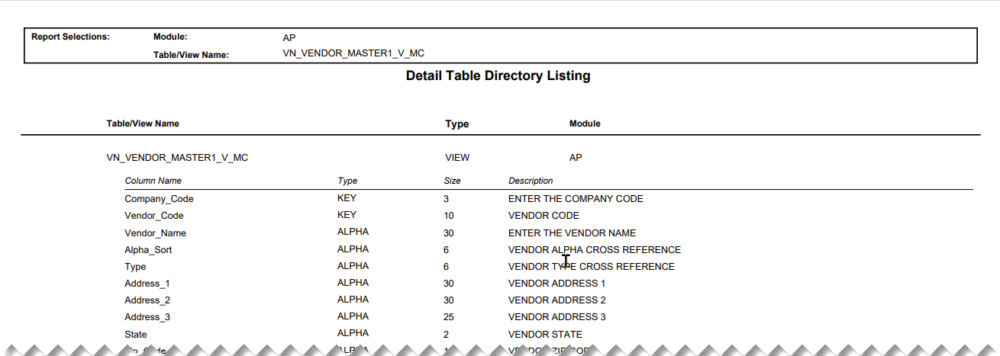 Report Selections: Module: AP
Table/View Name: VN_VENDOR_MASTER1_V_MC
Detail Table Directory Listing
Table/View Name Type Module
VN_VENDOR_MASTER1_V_MC VIEW AP
Column Name Type Size Description
Company_Code KEY 3 ENTER THE COMPANY CODE
Vendor_Code KEY 10 VENDOR CODE
Vendor_Name ALPHA 30 ENTER THE VENDOR NAME
Alpha_Sort ALPHA 6 VENDOR ALPHA CROSS REFERENCE
Type ALPHA 6 VENDOR TYPE CROSS REFERENCE
Address_1 ALPHA 30 VENDOR ADDRESS 1
Address_2 ALPHA 30 VENDOR ADDRESS 2
Address_3 ALPHA 25 VENDOR ADDRESS 3
State ALPHA 2 VENDOR STATE
ALPHA VENDOR